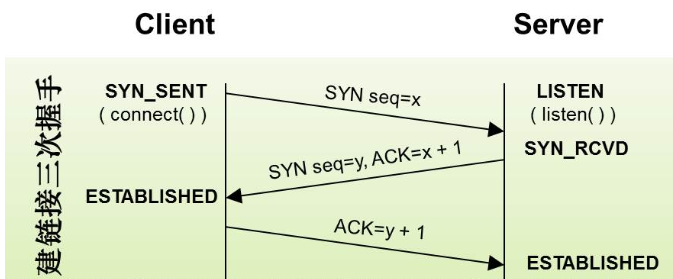 Client
Server
建链接三次握手
SYN_SENT
( connect( ) )
SYN seq=x
LISTEN
( listen( ) )
SYN_RCVD
SYN seq=y, ACK=x + 1
ESTABLISHED
ACK=y + 1
ESTABLISHED